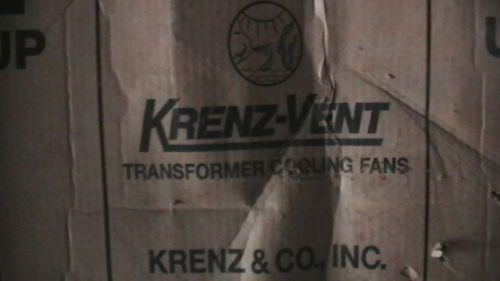 UP
KRENZ-VENT
TRANSFORMER COOLING FANS
KRENZ & CO., INC.